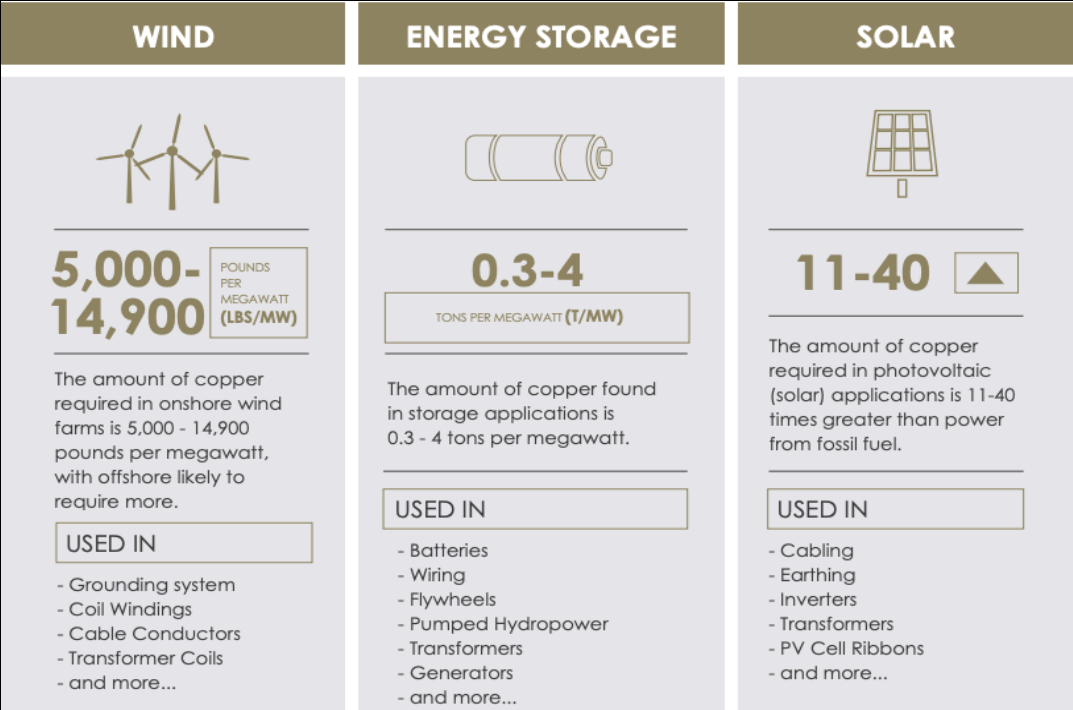 WIND
5,000-
14,900
POUNDS
PER
MEGAWATT
(LBS/MW)
The amount of copper
required in onshore wind
farms is 5,000 - 14,900
pounds per megawatt,
with offshore likely to
require more.
USED IN
- Grounding system
- Coil Windings
- Cable Conductors
- Transformer Coils
- and more...
ENERGY STORAGE
0.3-4
TONS PER MEGAWATT (T/MW)
The amount of copper found
in storage applications is
0.3 - 4 tons per megawatt.
USED IN
- Batteries
- Wiring
- Flywheels
- Pumped Hydropower
- Transformers
- Generators
- and more...
SOLAR
11-40
The amount of copper
required in photovoltaic
(solar) applications is 11-40
times greater than power
from fossil fuel.
USED IN
- Cabling
- Earthing
- Inverters
- Transformers
- PV Cell Ribbons
- and more...